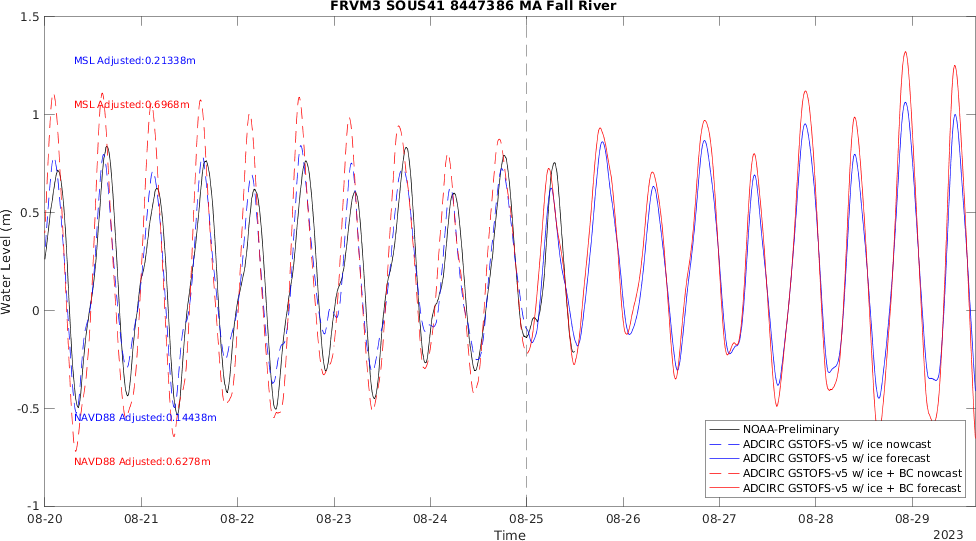 FRVM3 SOUS41 8447386 MA Fall River
1.5
1
0.5
0
-0.5
-1
Water Level (m)
MSL Adjusted:0.21338m
MSL Adjusted:0.6968m
NAVD88 Adjusted:0.14438m
NAVD88 Adjusted:0.6278m
NOAA-Preliminary
ADCIRC GSTOFS-v5 w/ ice nowcast
ADCIRC GSTOFS-v5 w/ ice forecast
ADCIRC GSTOFS-v5 w/ ice + BC nowcast
ADCIRC GSTOFS-v5 w/ ice + BC forecast
08-20 08-21 08-22 08-23 08-24 08-25 08-26 08-27 08-28 08-29
Time
2023